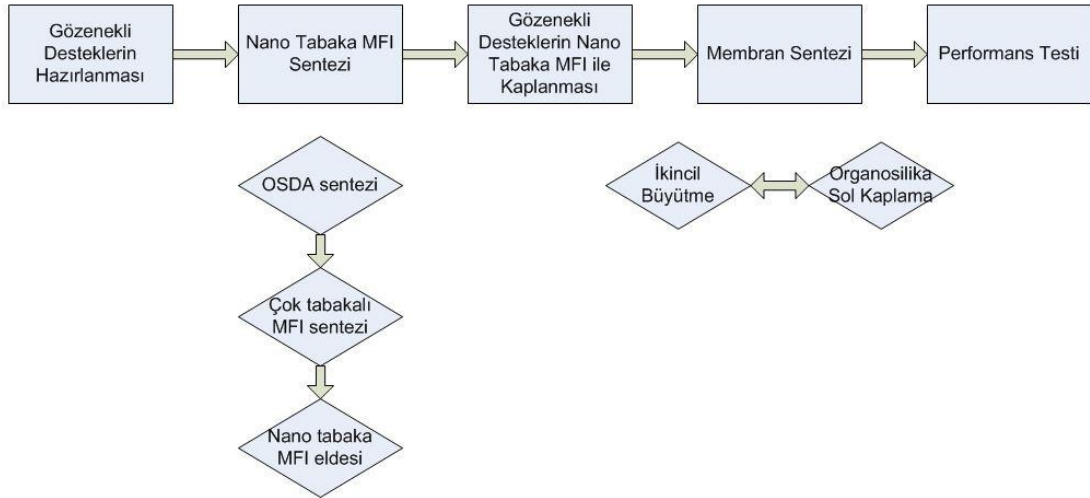 Gözenekli
Desteklerin
Hazırlanması
Nano Tabaka MFI
Sentezi
Gözenekli
Desteklerin Nano
Tabaka MFI ile
Kaplanması
Membran Sentezi
Performans Testi
OSDA sentezi
Çok tabakalı
MFI sentezi
Nano tabaka
MFI eldesi
İkincil
Büyütme
Organosilika
Sol Kaplama